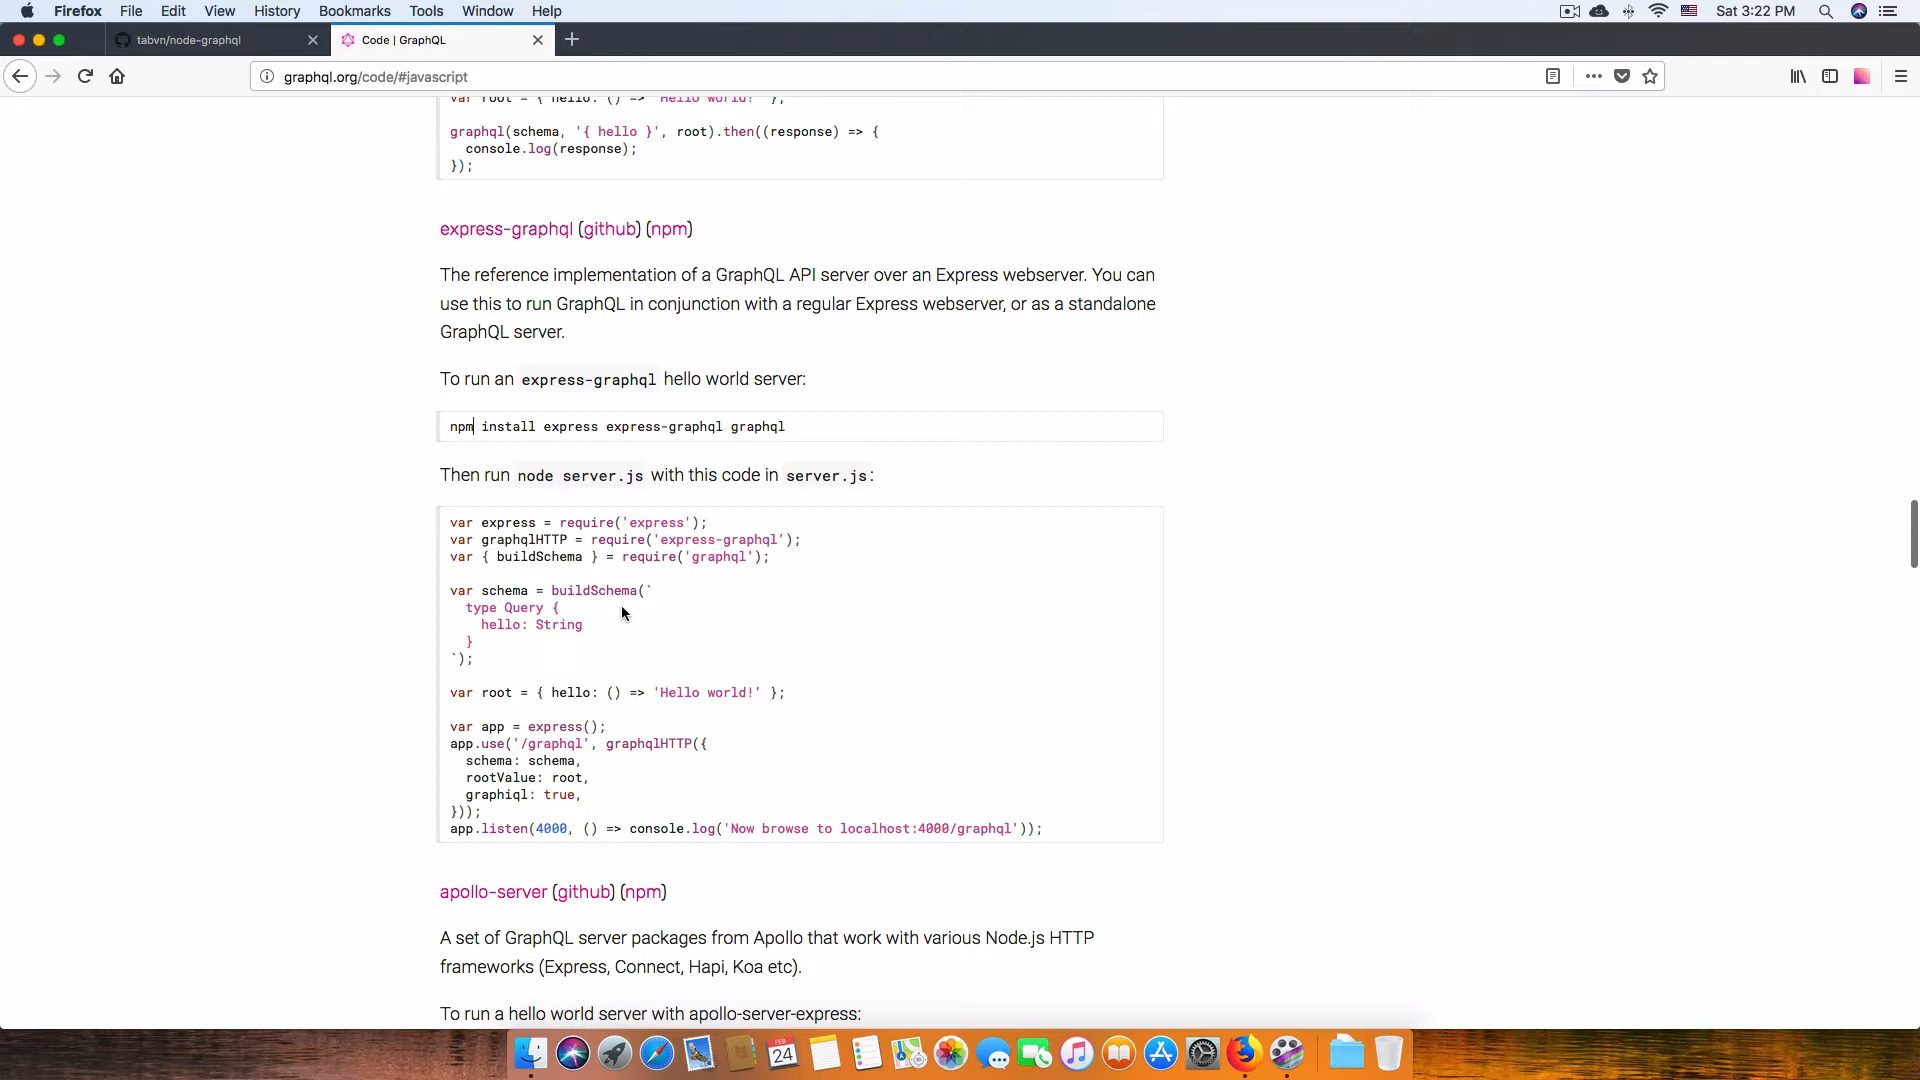 Firefox File Edit View History Bookmarks Tools Window Help Sat 3:22 PM
tabvn/node-graphql Code | GraphQL
graphql.org/code/#javascript
var root = { hello: () => 'Hello world!' };
graphql(schema, '{ hello }', root).then((response) => {
console.log(response);
});
express-graphql (github) (npm)
The reference implementation of a GraphQL API server over an Express webserver. You can
use this to run GraphQL in conjunction with a regular Express webserver, or as a standalone
GraphQL server.
To run an express-graphql hello world server:
npm install express express-graphql graphql
Then run node server.js with this code in server.js:
var express = require('express');
var graphqlHTTP = require('express-graphql');
var { buildSchema } = require('graphql');
var schema = buildSchema(`
type Query {
hello: String
}
`);
var root = { hello: () => 'Hello world!' };
var app = express();
app.use('/graphql', graphqlHTTP({
schema: schema,
rootValue: root,
graphiql: true,
}));
app.listen(4000, () => console.log('Now browse to localhost:4000/graphql'));
apollo-server (github) (npm)
A set of GraphQL server packages from Apollo that work with various Node.js HTTP
frameworks (Express, Connect, Hapi, Koa etc).
To run a hello world server with apollo-server-express:
FEB
24